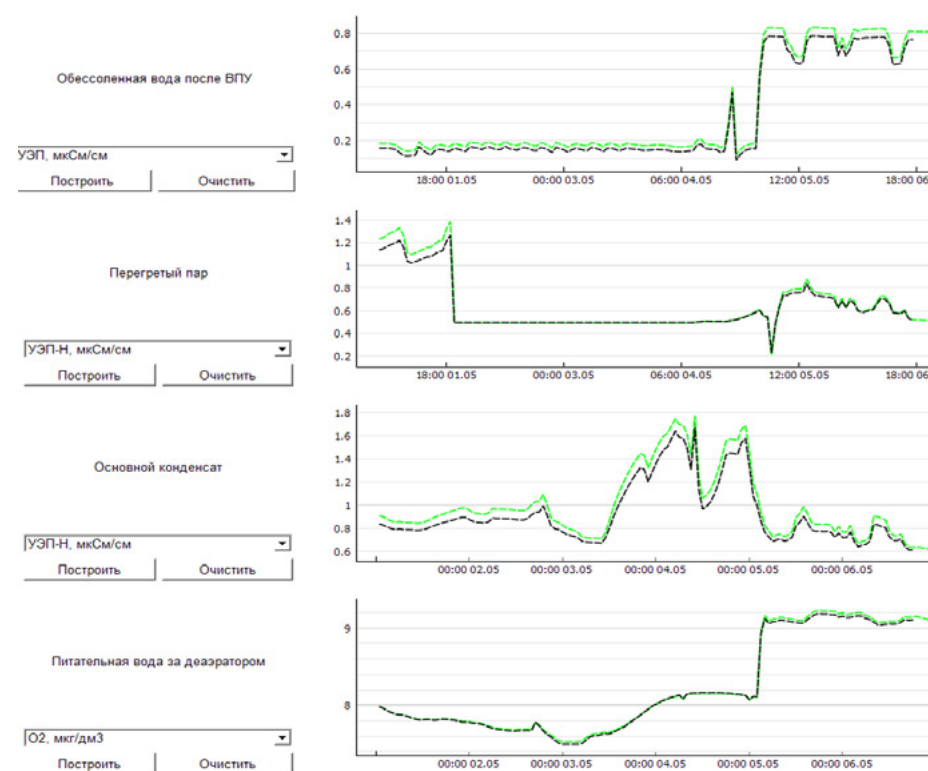 Обессоленная вода после ВПУ
УЭП, мкСм/см
Построить Очистить
0.8
0.6
0.4
0.2
18:00 01.05 00:00 03.05 06:00 04.05 12:00 05.05 18:00 06
Перегретый пар
УЭП-Н, мкСм/см
Построить Очистить
1.4
1.2
1
0.8
0.6
0.4
0.2
18:00 01.05 00:00 03.05 06:00 04.05 12:00 05.05 18:00 06
Основной конденсат
УЭП-Н, мкСм/см
Построить Очистить
1.8
1.6
1.4
1.2
1
0.8
0.6
00:00 02.05 00:00 03.05 00:00 04.05 00:00 05.05 00:00 06.05
Питательная вода за деаэратором
О2, мкг/дм3
Построить Очистить
9
8
00:00 02.05 00:00 03.05 00:00 04.05 00:00 05.05 00:00 06.05